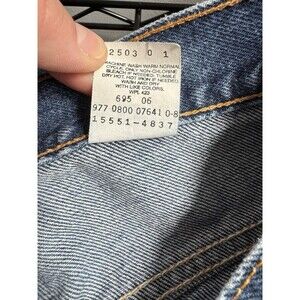 2503 0 1
MACHINE WASH WARM NORMAL
CYCLE. ONLY NON-CHLORINE
BLEACH IF NEEDED. TUMBLE
DRY HOT. HOT IRON IF NEEDED.
WASH AND DRY
WITH LIKE COLORS.
WPL 423
695 06
977 0800 07641 0-8
15551-4837